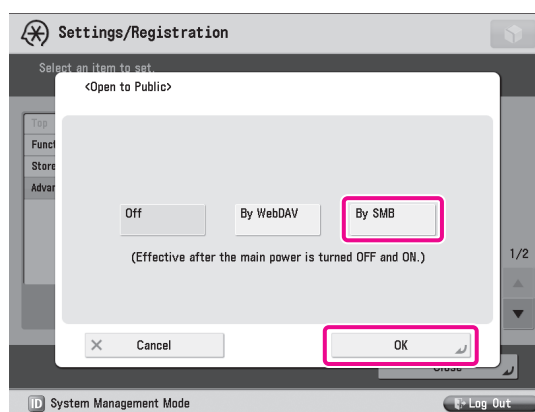 Settings/Registration
Select an item to set.
<Open to Public>
Top
Funct
Store
Advan
Off
By WebDAV
By SMB
(Effective after the main power is turned OFF and ON.)
1/2
Cancel
OK
Close
ID System Management Mode
Log Out